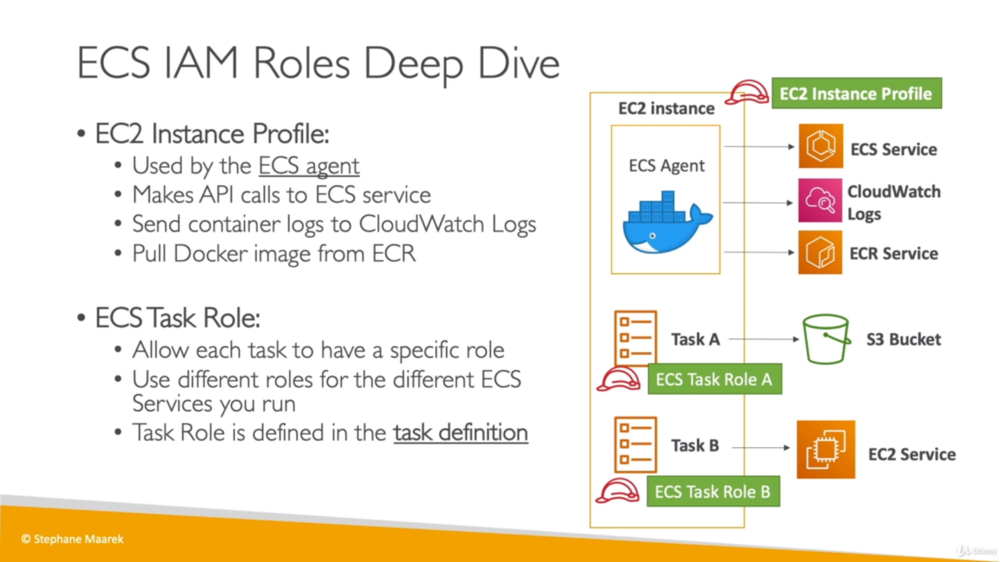 ECS IAM Roles Deep Dive
• EC2 Instance Profile:
• Used by the ECS agent
• Makes API calls to ECS service
• Send container logs to CloudWatch Logs
• Pull Docker image from ECR
• ECS Task Role:
• Allow each task to have a specific role
• Use different roles for the different ECS
Services you run
• Task Role is defined in the task definition
EC2 Instance Profile
EC2 instance
ECS Agent
ECS Service
CloudWatch
Logs
ECR Service
Task A
S3 Bucket
ECS Task Role A
Task B
EC2 Service
ECS Task Role B
© Stephane Maarek
Udemy